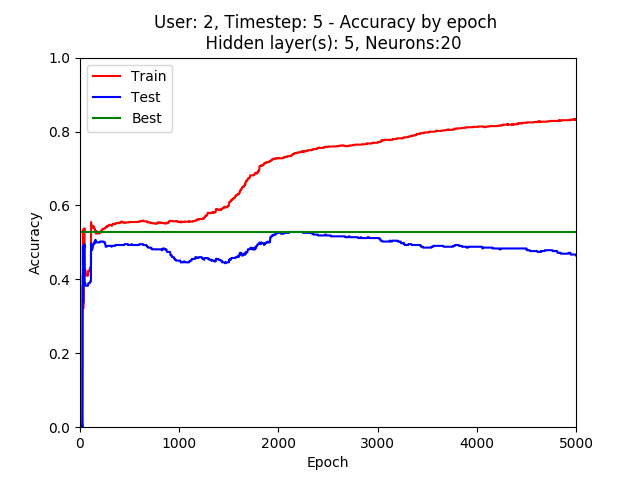 User: 2, Timestep: 5 - Accuracy by epoch
Hidden layer(s): 5, Neurons:20
1.0
0.8
0.6
0.4
0.2
0.0
Accuracy
Train
Test
Best
0 1000 2000 3000 4000 5000
Epoch